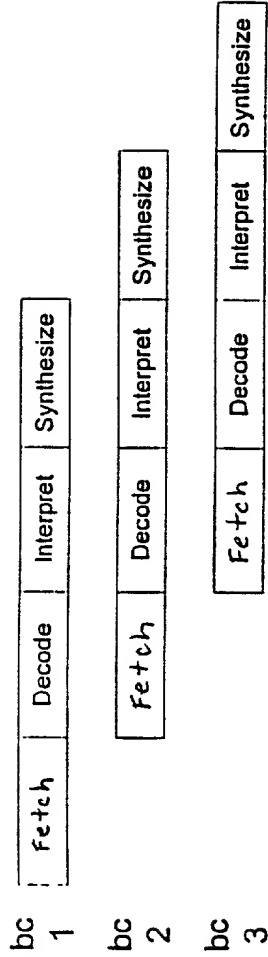 bc 1 Fetch Decode Interpret Synthesize
bc 2 Fetch Decode Interpret Synthesize
bc 3 Fetch Decode Interpret Synthesize